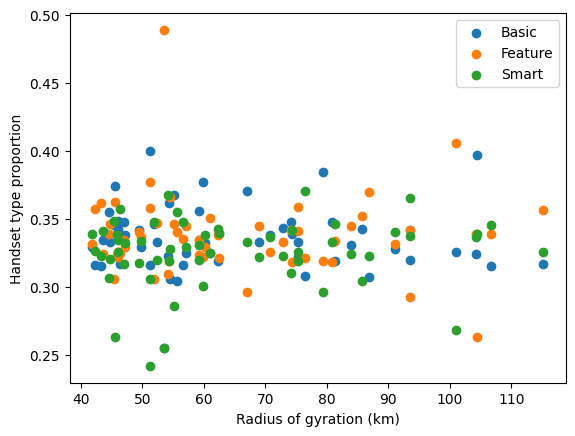 0.50
0.45
0.40
0.35
0.30
0.25
Handset type proportion
Basic
Feature
Smart
40 50 60 70 80 90 100 110
Radius of gyration (km)